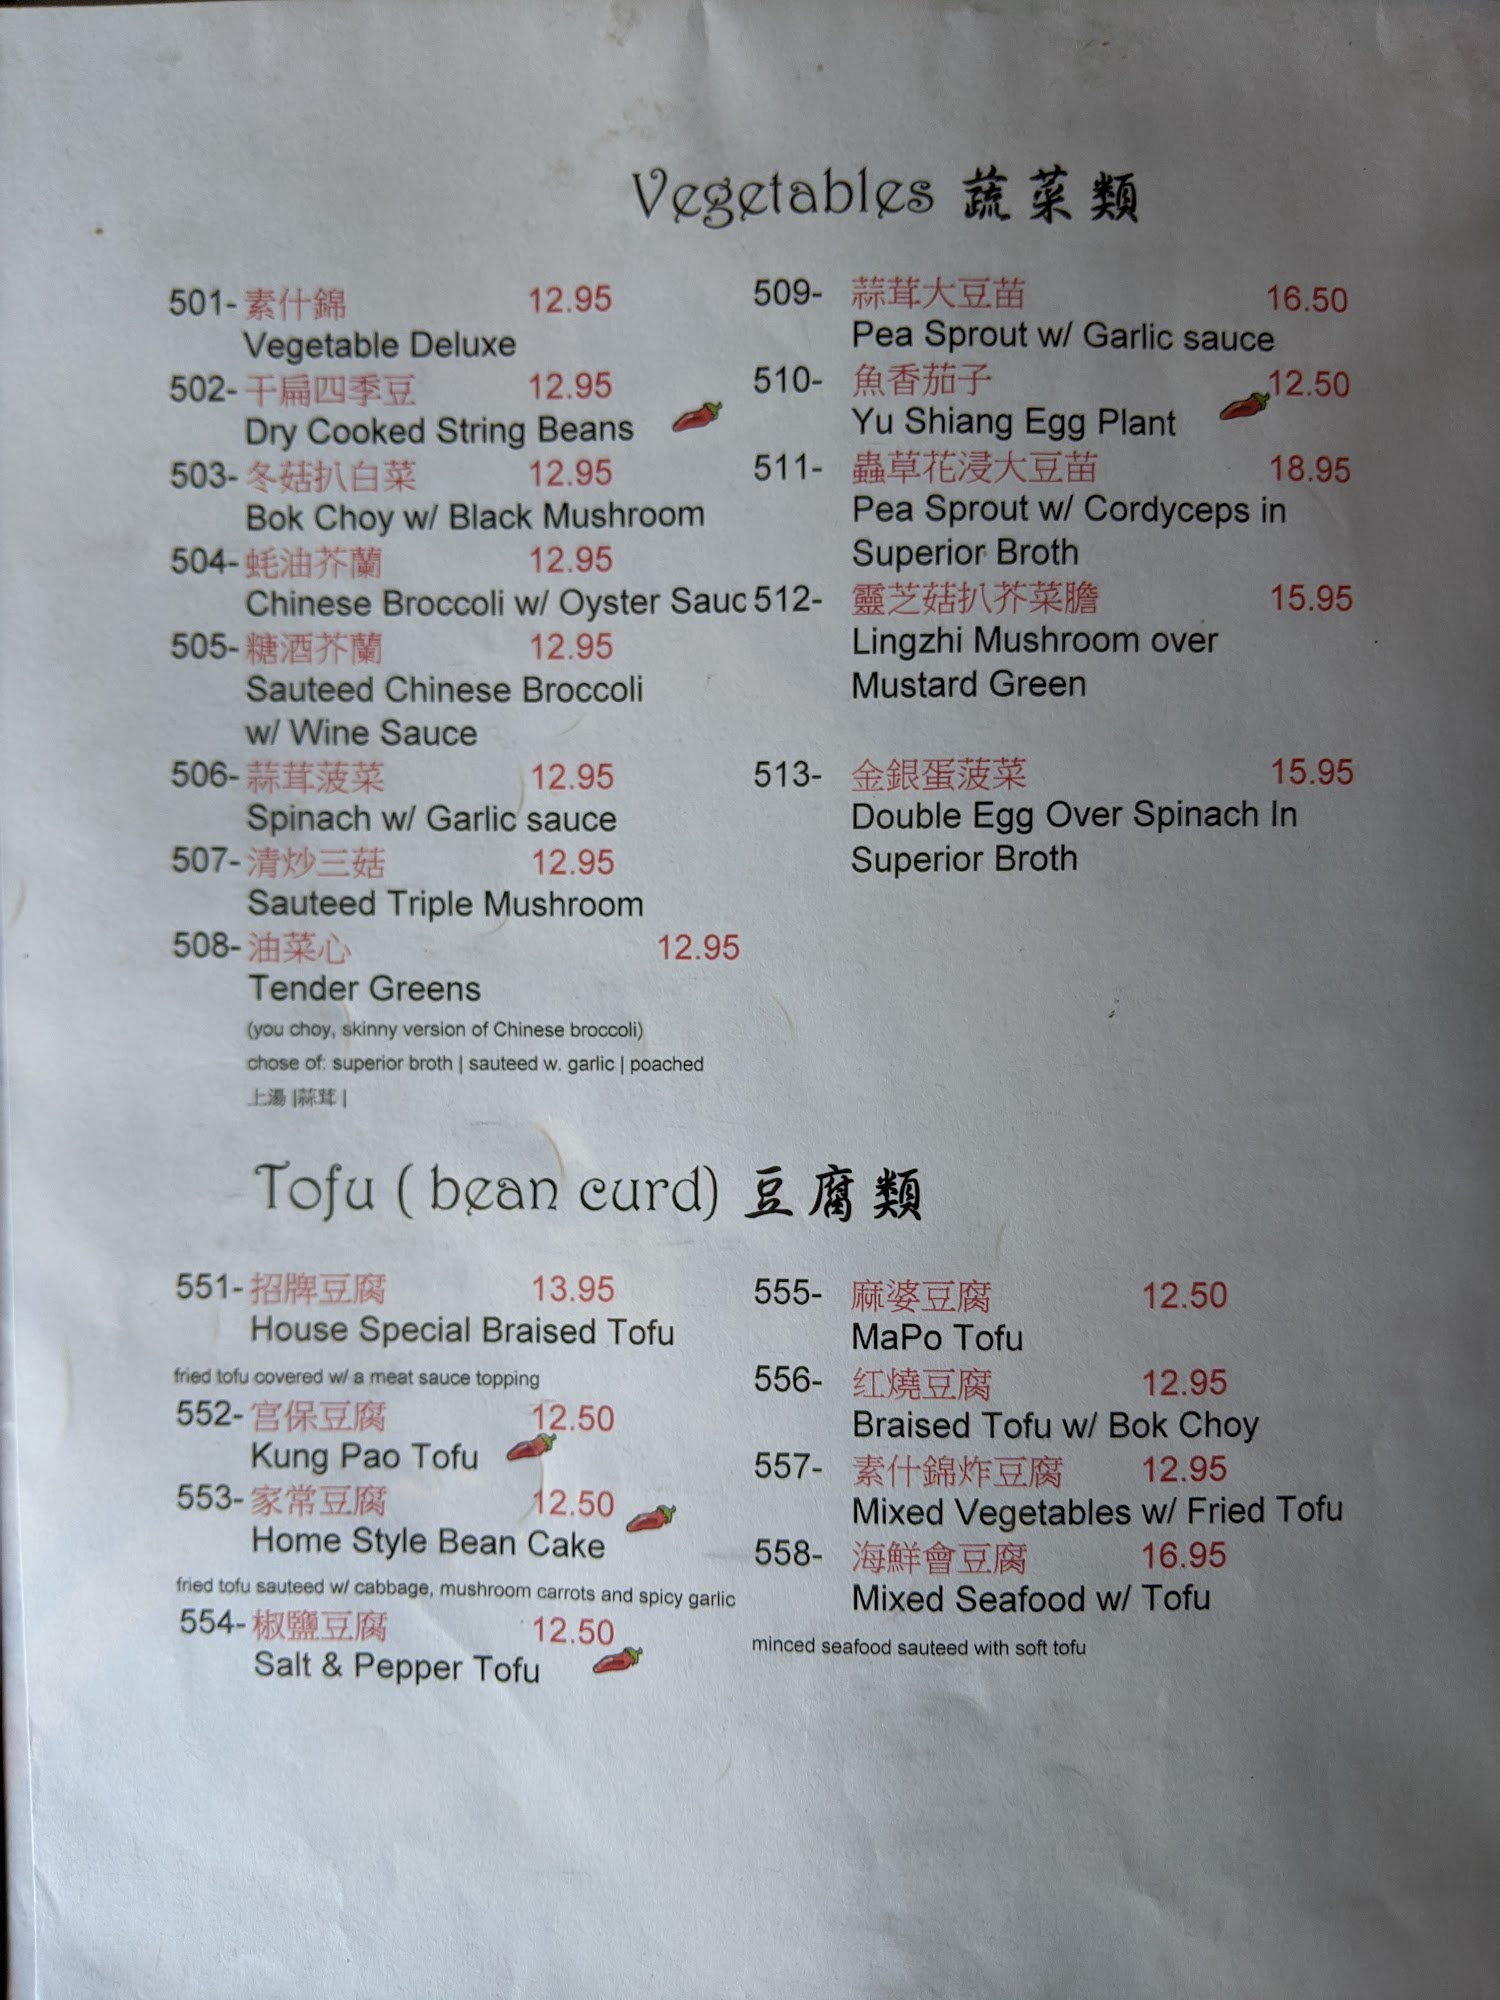 Vegetables 蔬菜類
501- 素什錦 12.95
Vegetable Deluxe
502- 干扁四季豆 12.95
Dry Cooked String Beans
503- 冬菇扒白菜 12.95
Bok Choy w/ Black Mushroom
504- 蚝油芥蘭 12.95
Chinese Broccoli w/ Oyster Sauc
505- 糖酒芥蘭 12.95
Sauteed Chinese Broccoli
w/ Wine Sauce
506- 蒜茸菠菜 12.95
Spinach w/ Garlic sauce
507- 清炒三菇 12.95
Sauteed Triple Mushroom
508- 油菜心 12.95
Tender Greens
(you choy, skinny version of Chinese broccoli)
chose of: superior broth | sauteed w. garlic | poached
上湯 |蒜茸 |
509- 蒜茸大豆苗 16.50
Pea Sprout w/ Garlic sauce
510- 魚香茄子 12.50
Yu Shiang Egg Plant
511- 蟲草花浸大豆苗 18.95
Pea Sprout w/ Cordyceps in
Superior Broth
512- 靈芝菇扒芥菜膽 15.95
Lingzhi Mushroom over
Mustard Green
513- 金銀蛋菠菜 15.95
Double Egg Over Spinach In
Superior Broth
Tofu ( bean curd) 豆腐類
551- 招牌豆腐 13.95
House Special Braised Tofu
fried tofu covered w/ a meat sauce topping
552- 宫保豆腐 12.50
Kung Pao Tofu
553- 家常豆腐 12.50
Home Style Bean Cake
fried tofu sauteed w/ cabbage, mushroom carrots and spicy garlic
554- 椒鹽豆腐 12.50
Salt & Pepper Tofu
555- 麻婆豆腐 12.50
MaPo Tofu
556- 红燒豆腐 12.95
Braised Tofu w/ Bok Choy
557- 素什錦炸豆腐 12.95
Mixed Vegetables w/ Fried Tofu
558- 海鮮會豆腐 16.95
Mixed Seafood w/ Tofu
minced seafood sauteed with soft tofu